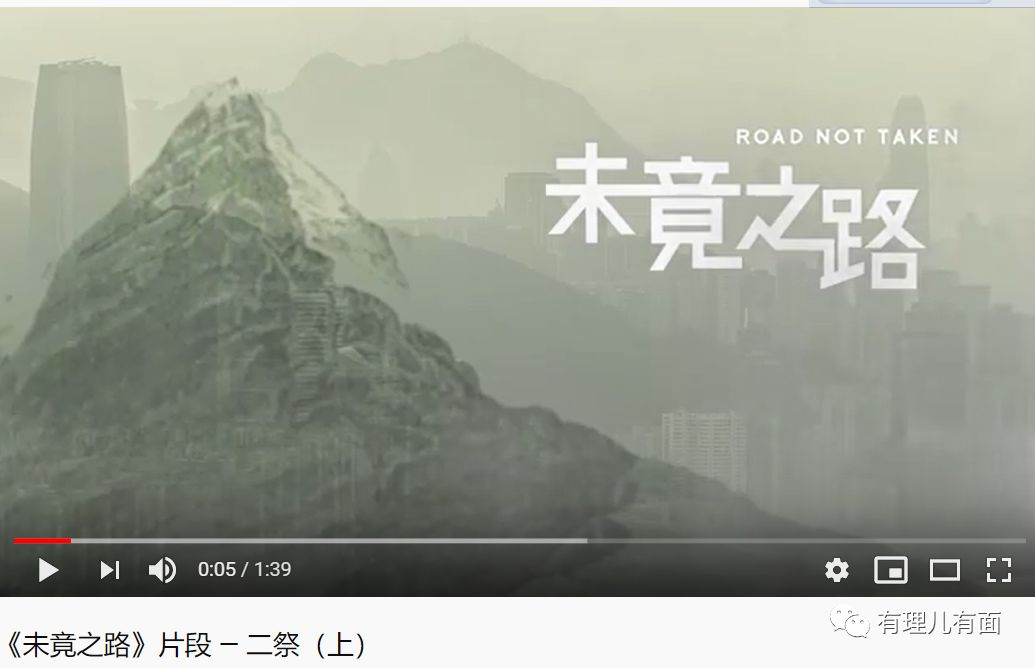 ROAD NOT TAKEN
未竟之路
0:05 / 1:39
《未竟之路》片段 – 二祭（上）
有理儿有面